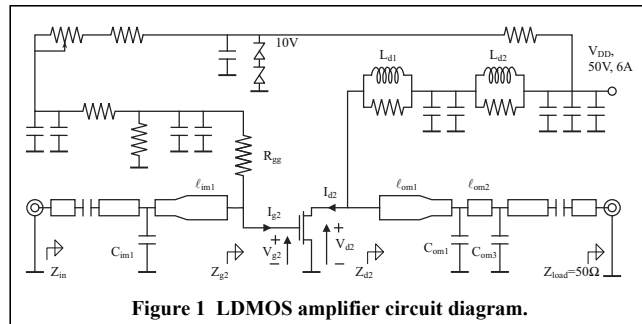 10V
L_d1
L_d2
V_DD,
50V, 6A
R_gg
I_d2
ℓ_im1
I_g2
ℓ_om1
ℓ_om2
+
+
C_im1
V_g2
V_d2
C_om1
C_om3
−
−
Z_in
Z_g2
Z_d2
Z_load=50Ω
Figure 1 LDMOS amplifier circuit diagram.